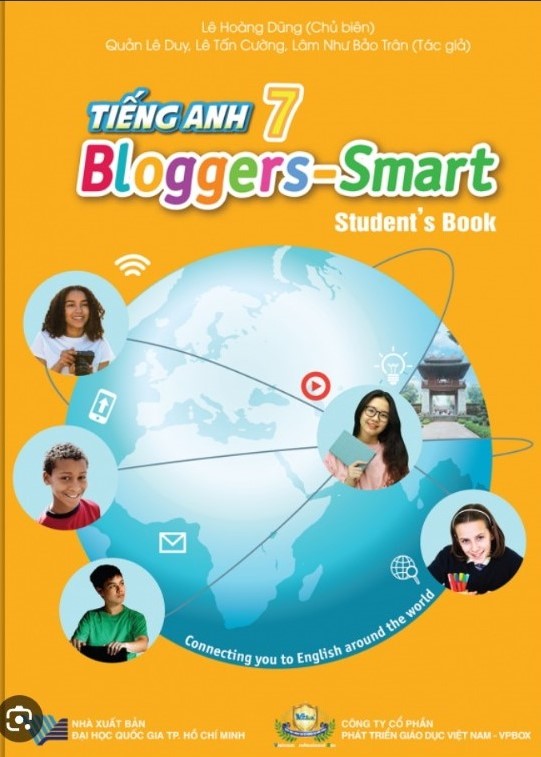 Lê Hoàng Dũng (Chủ biên)
Quản Lê Duy, Lê Tấn Cường, Lâm Như Bảo Trân (Tác giả)
TIẾNG ANH 7
Bloggers-Smart
Student's Book
Connecting you to English around the world
NHÀ XUẤT BẢN
ĐẠI HỌC QUỐC GIA TP. HỒ CHÍ MINH
CÔNG TY CỔ PHẦN
PHÁT TRIỂN GIÁO DỤC VIỆT NAM - VPBOX